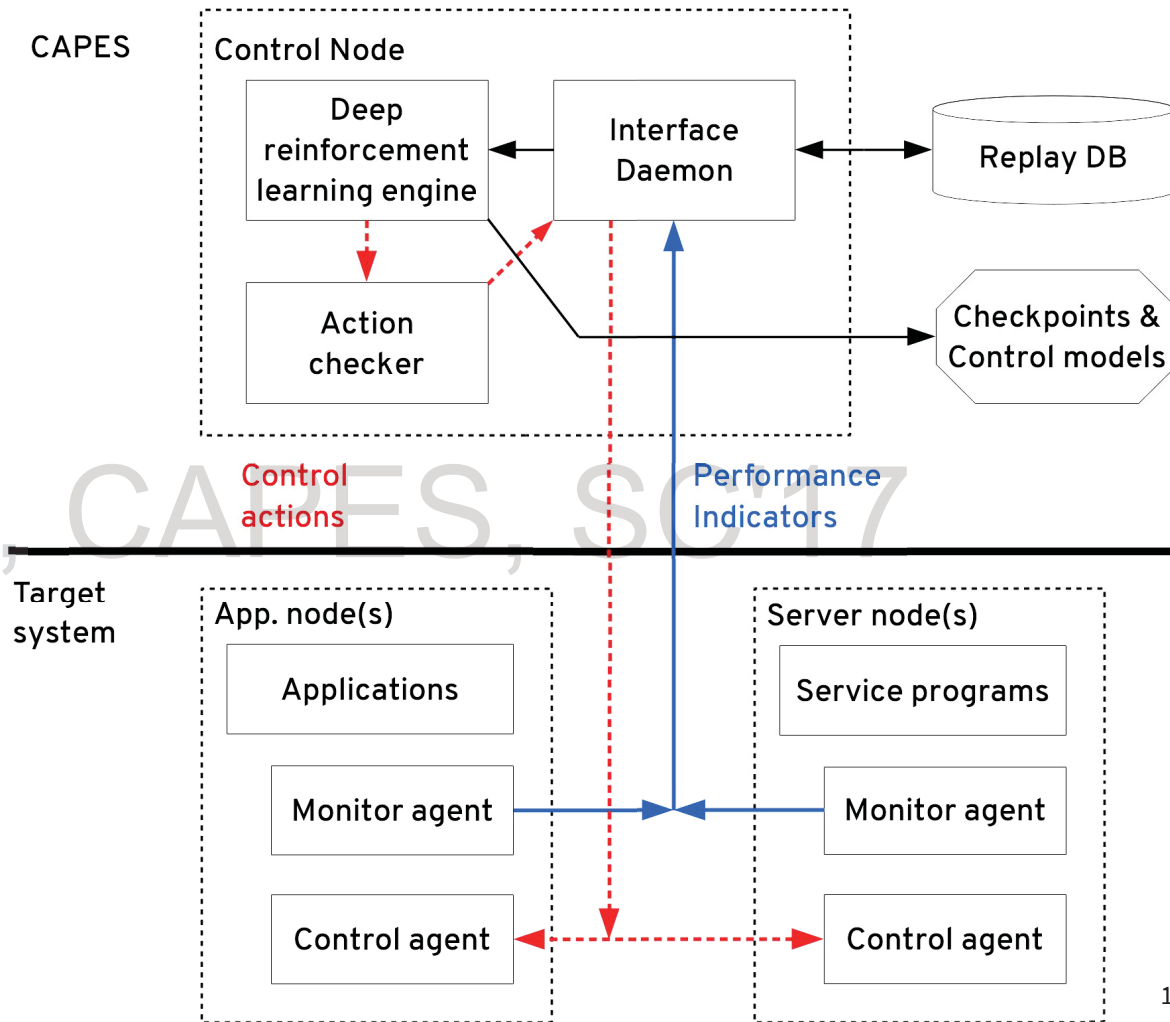 CAPES
Control Node
Deep
reinforcement
learning engine
Interface
Daemon
Replay DB
Action
checker
Checkpoints &
Control models
Control
actions
Performance
Indicators
, CAPES, SC'17
Target
system
App. node(s)
Server node(s)
Applications
Service programs
Monitor agent
Monitor agent
Control agent
Control agent
1